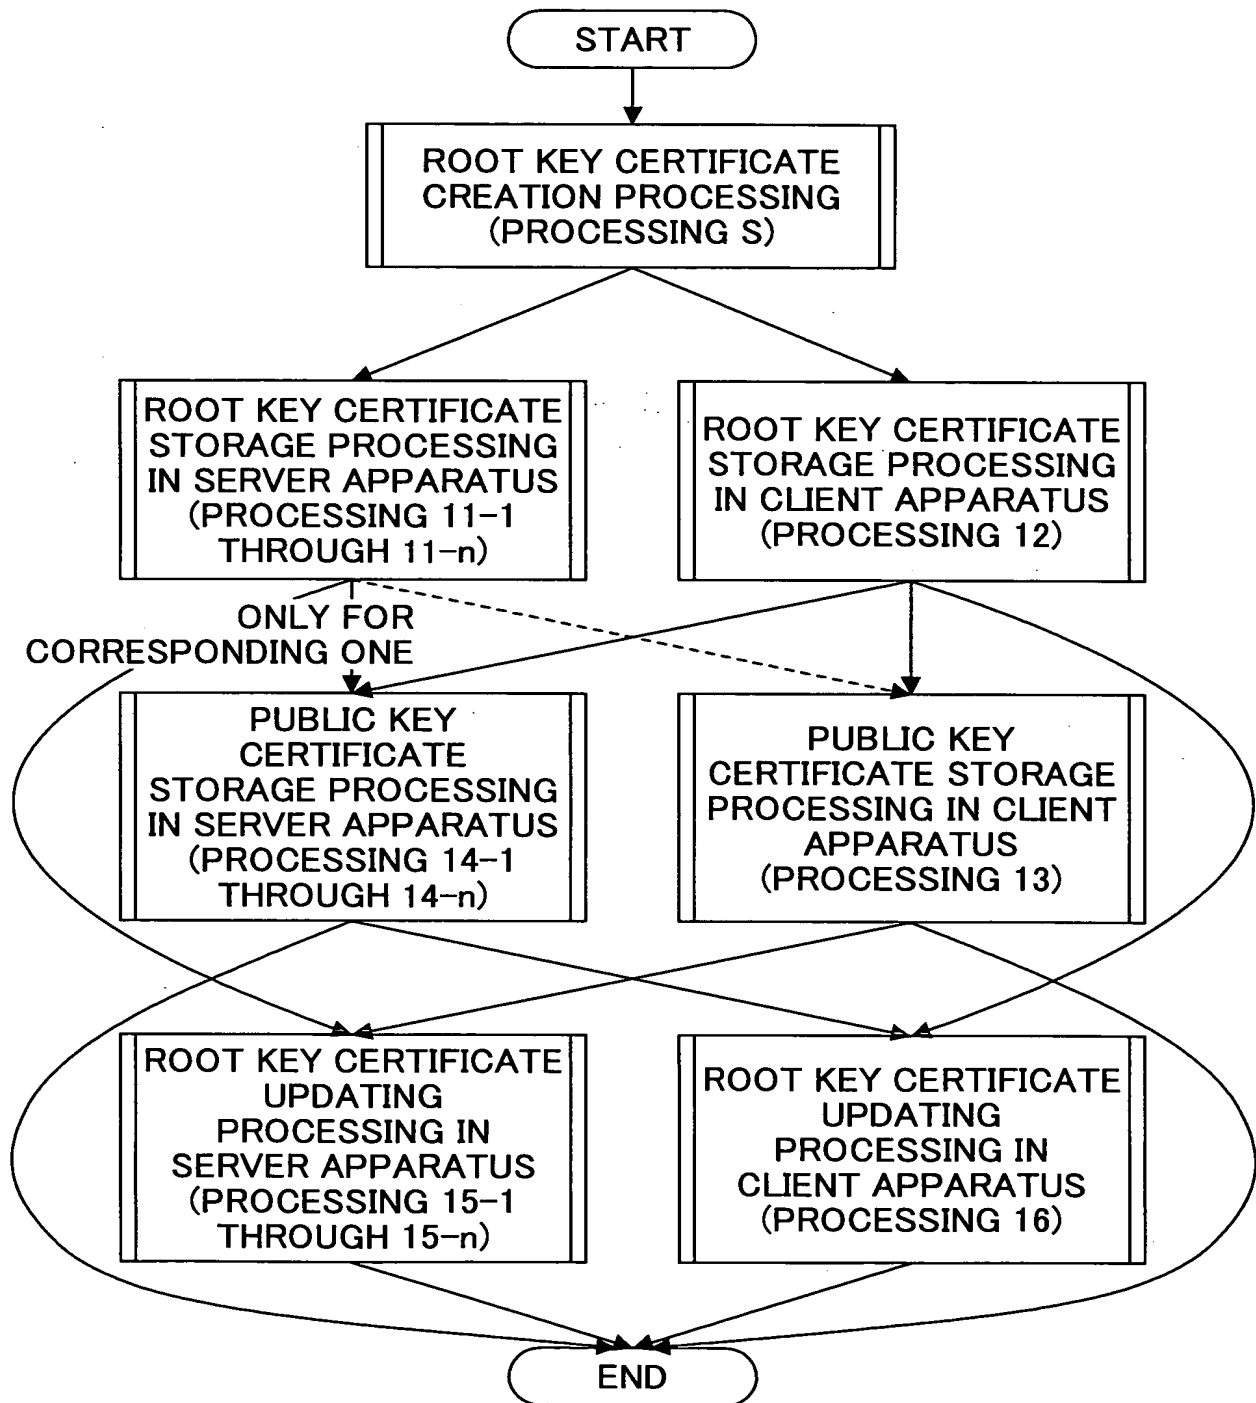 START
ROOT KEY CERTIFICATE
CREATION PROCESSING
(PROCESSING S)
ROOT KEY CERTIFICATE
STORAGE PROCESSING
IN SERVER APPARATUS
(PROCESSING 11-1
THROUGH 11-n)
ROOT KEY CERTIFICATE
STORAGE PROCESSING
IN CLIENT APPARATUS
(PROCESSING 12)
ONLY FOR
CORRESPONDING ONE
PUBLIC KEY
CERTIFICATE
STORAGE PROCESSING
IN SERVER APPARATUS
(PROCESSING 14-1
THROUGH 14-n)
PUBLIC KEY
CERTIFICATE STORAGE
PROCESSING IN CLIENT
APPARATUS
(PROCESSING 13)
ROOT KEY CERTIFICATE
UPDATING
PROCESSING IN
SERVER APPARATUS
(PROCESSING 15-1
THROUGH 15-n)
ROOT KEY CERTIFICATE
UPDATING
PROCESSING IN
CLIENT APPARATUS
(PROCESSING 16)
END